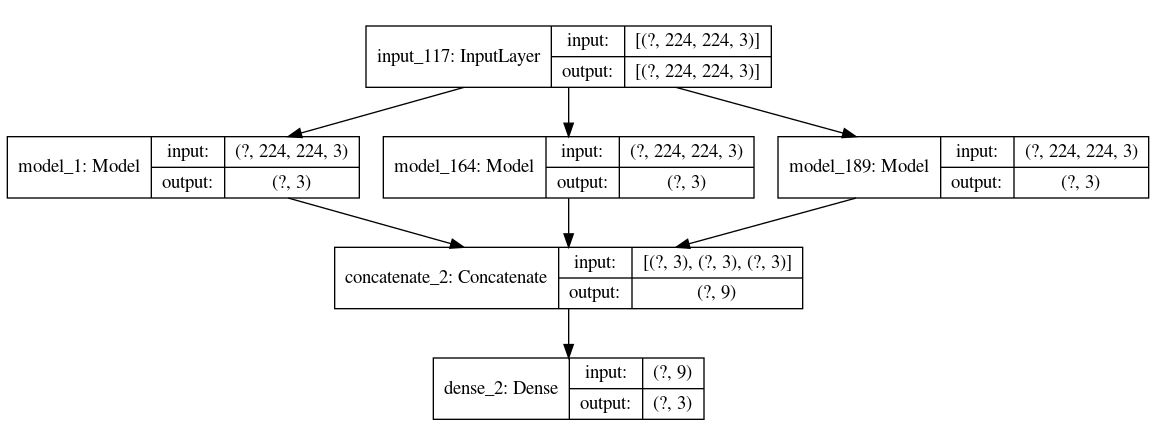 input_117: InputLayer
input: [(?, 224, 224, 3)]
output: [(?, 224, 224, 3)]
model_1: Model
input: (?, 224, 224, 3)
output: (?, 3)
model_164: Model
input: (?, 224, 224, 3)
output: (?, 3)
model_189: Model
input: (?, 224, 224, 3)
output: (?, 3)
concatenate_2: Concatenate
input: [(?, 3), (?, 3), (?, 3)]
output: (?, 9)
dense_2: Dense
input: (?, 9)
output: (?, 3)